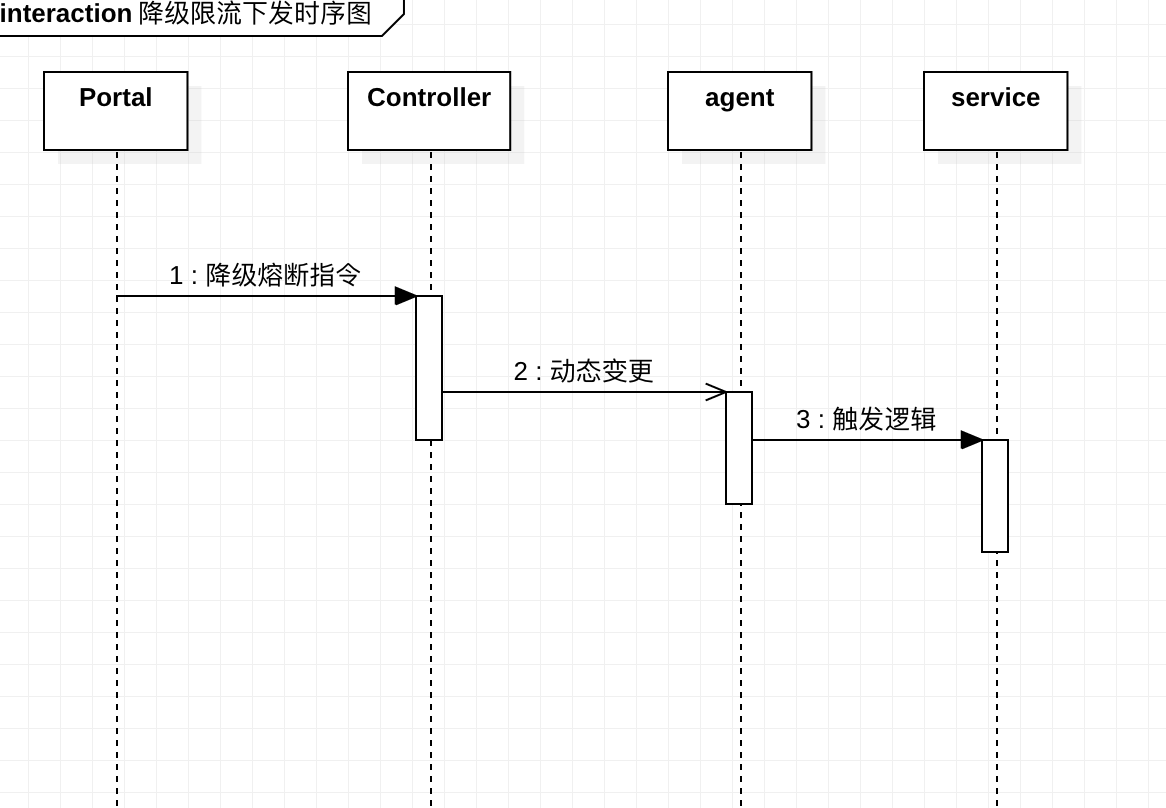 interaction 降级限流下发时序图
Portal
Controller
agent
service
1 : 降级熔断指令
2 : 动态变更
3 : 触发逻辑